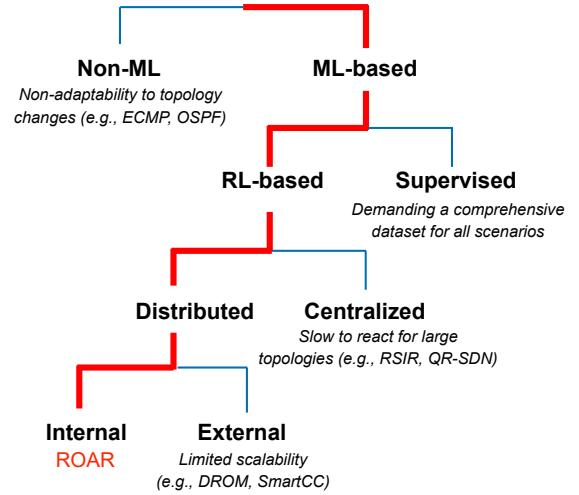 Non-ML
ML-based
Non-adaptability to topology
changes (e.g., ECMP, OSPF)
RL-based
Supervised
Demanding a comprehensive
dataset for all scenarios
Distributed
Centralized
Slow to react for large
topologies (e.g., RSIR, QR-SDN)
Internal
External
ROAR
Limited scalability
(e.g., DROM, SmartCC)